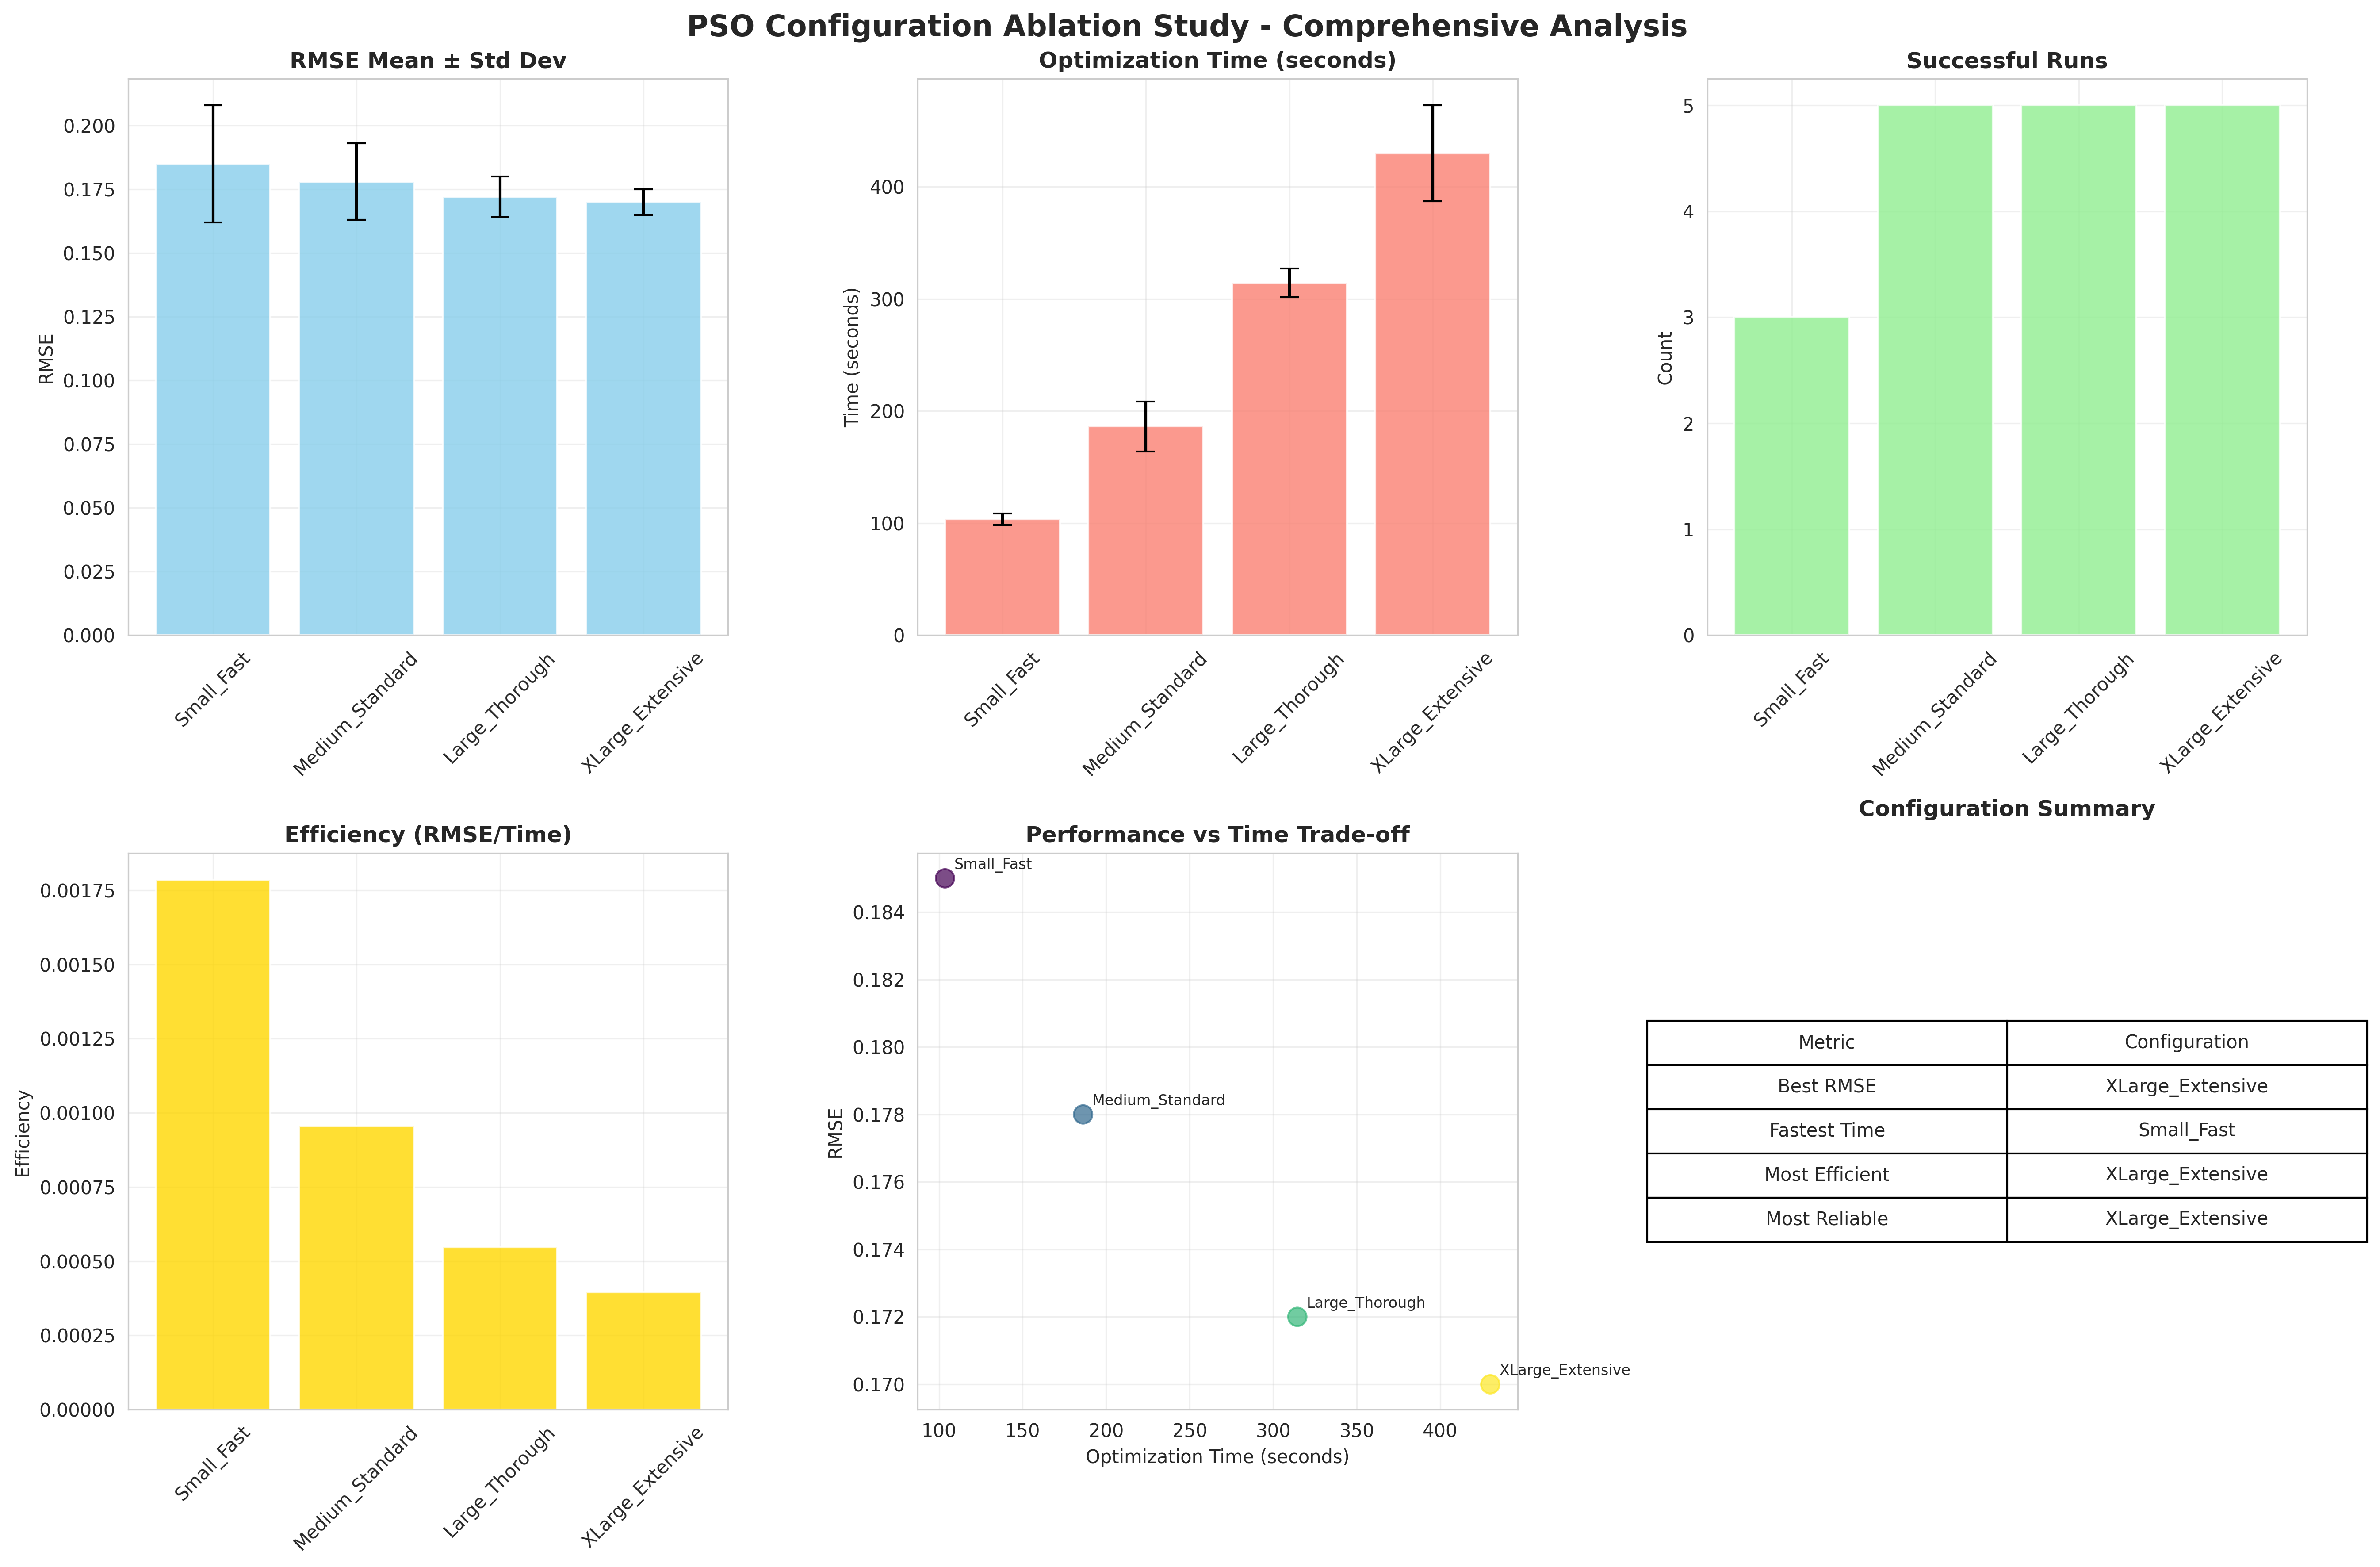 PSO Configuration Ablation Study - Comprehensive Analysis
RMSE Mean ± Std Dev
RMSE
0.200
0.175
0.150
0.125
0.100
0.075
0.050
0.025
0.000
Small_Fast
Medium_Standard
Large_Thorough
XLarge_Extensive
Optimization Time (seconds)
Time (seconds)
400
300
200
100
0
Small_Fast
Medium_Standard
Large_Thorough
XLarge_Extensive
Successful Runs
Count
5
4
3
2
1
0
Small_Fast
Medium_Standard
Large_Thorough
XLarge_Extensive
Efficiency (RMSE/Time)
Efficiency
0.00175
0.00150
0.00125
0.00100
0.00075
0.00050
0.00025
0.00000
Small_Fast
Medium_Standard
Large_Thorough
XLarge_Extensive
Performance vs Time Trade-off
RMSE
0.184
0.182
0.180
0.178
0.176
0.174
0.172
0.170
Small_Fast
Medium_Standard
Large_Thorough
XLarge_Extensive
100 150 200 250 300 350 400
Optimization Time (seconds)
Configuration Summary
Metric Configuration
Best RMSE XLarge_Extensive
Fastest Time Small_Fast
Most Efficient XLarge_Extensive
Most Reliable XLarge_Extensive